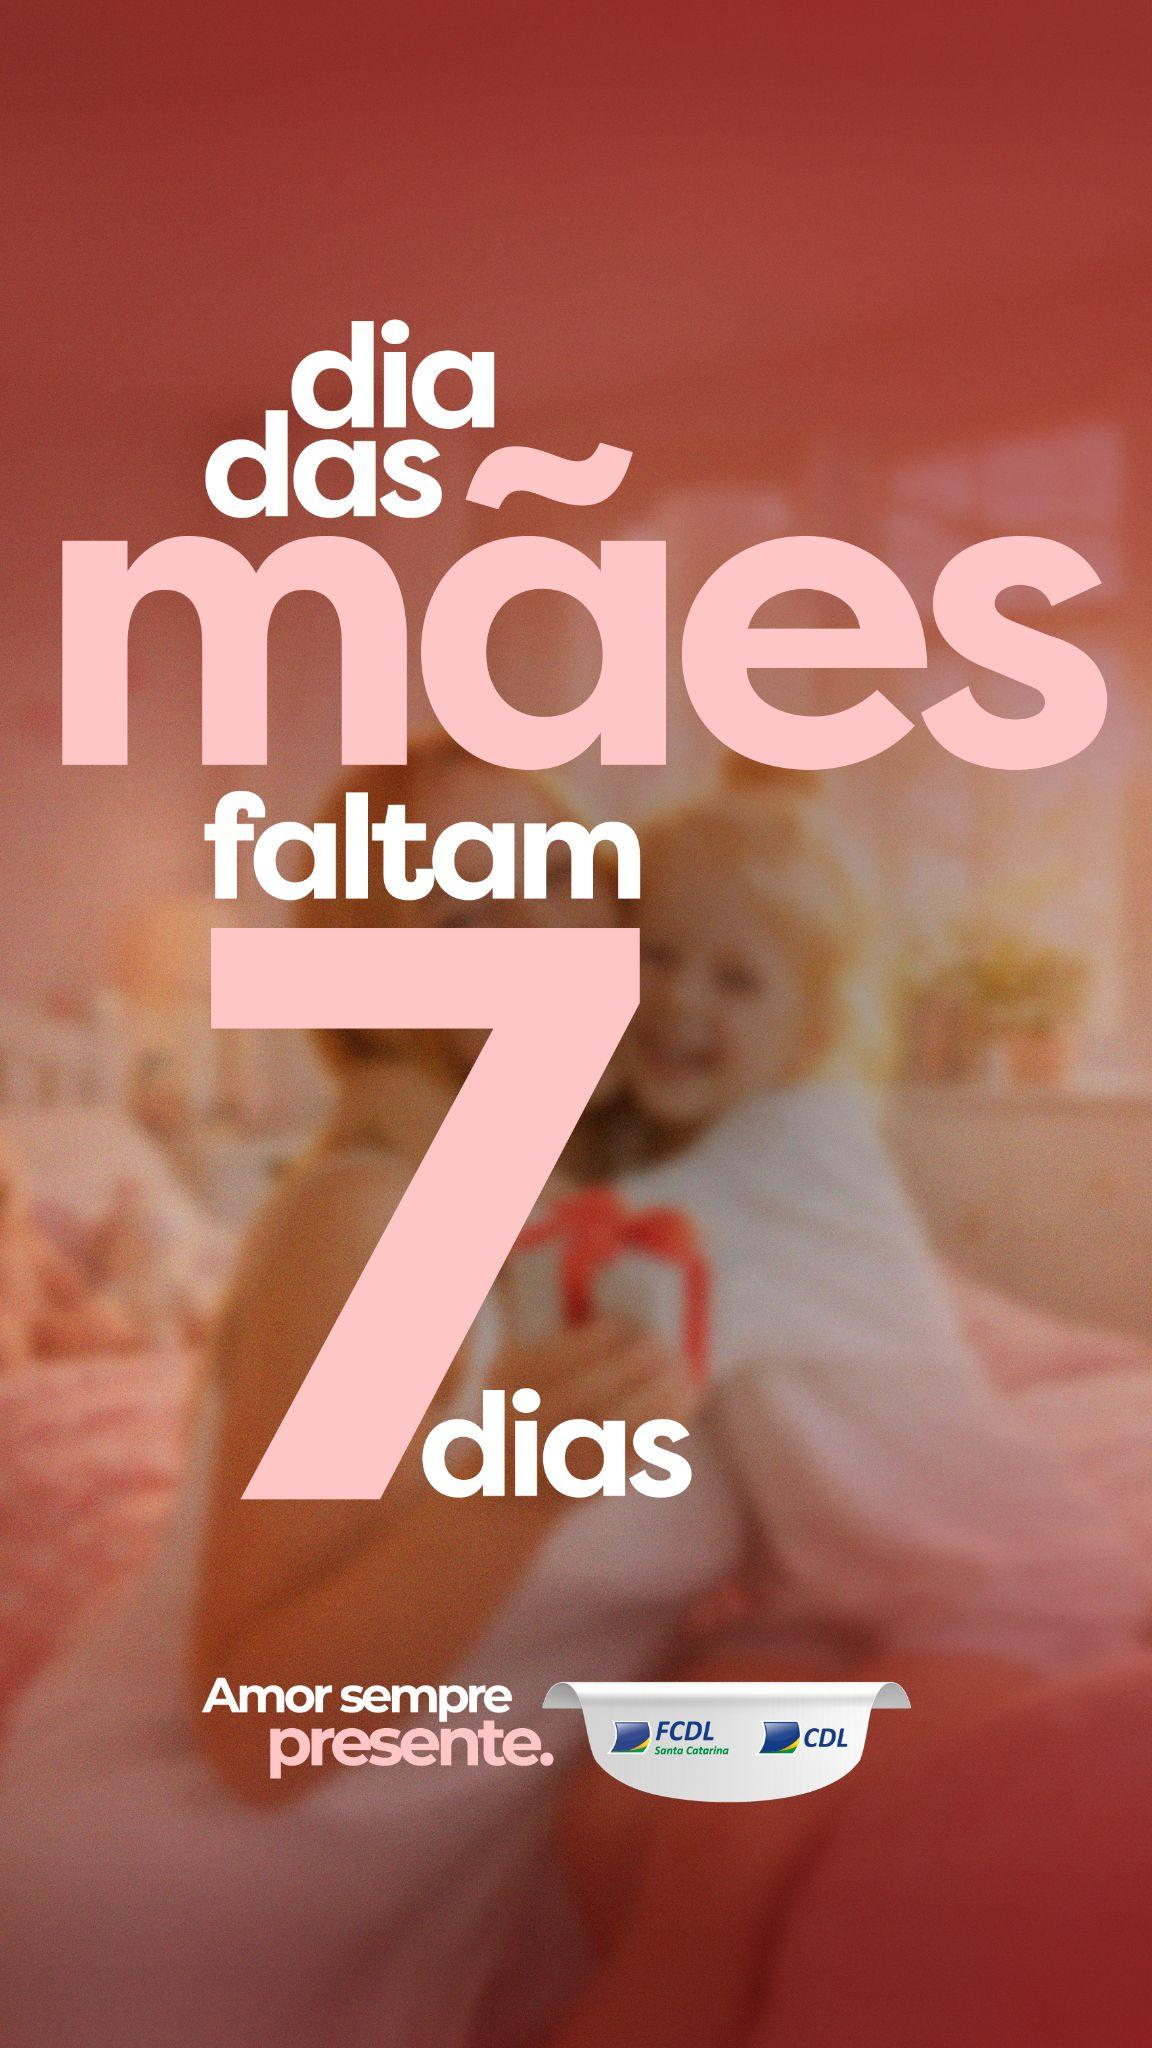 dia
das
mães
faltam
7
dias
Amor sempre
presente.
FCDL
Santa Catarina
CDL